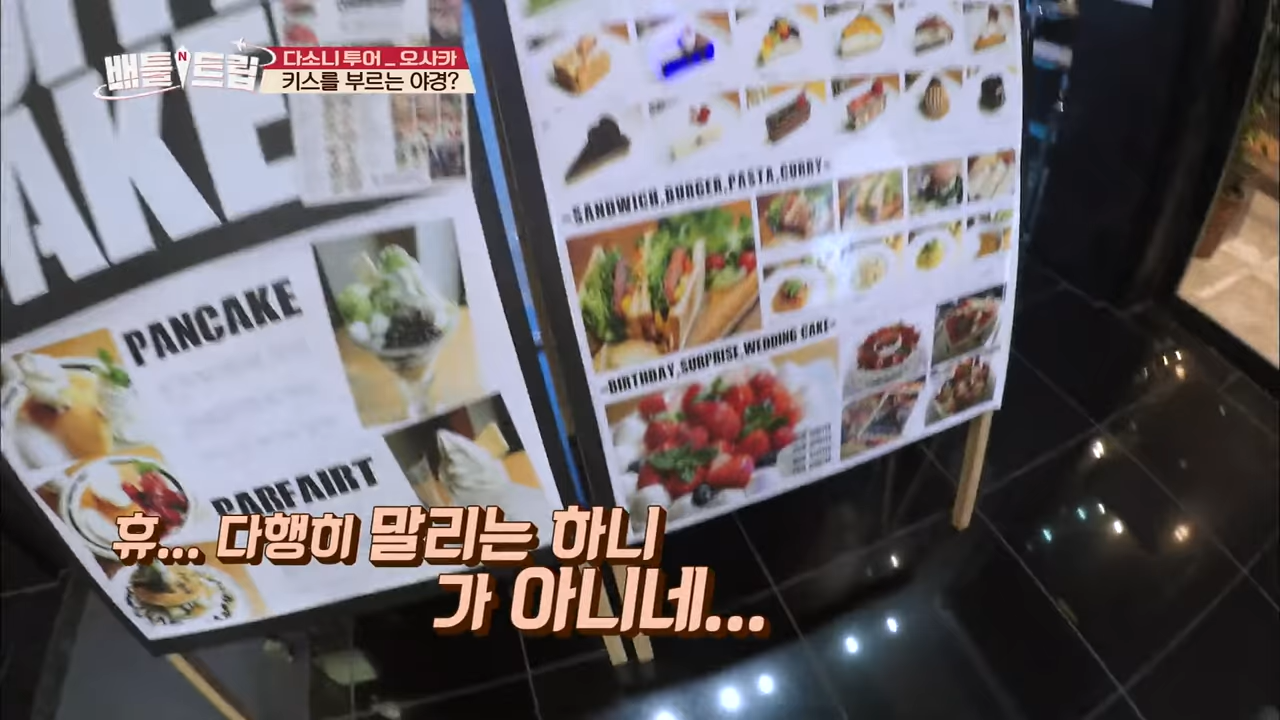 배틀트립
다소니 투어_오사카
키스를 부르는 야경?
AKE
PANCAKE
PARFAIRT
-SANDWICH,BURGER,PASTA,CURRY-
-BIRTHDAY,SURPRISE,WEDDING CAKE-
휴... 다행히 말리는 하니
가 아니네...